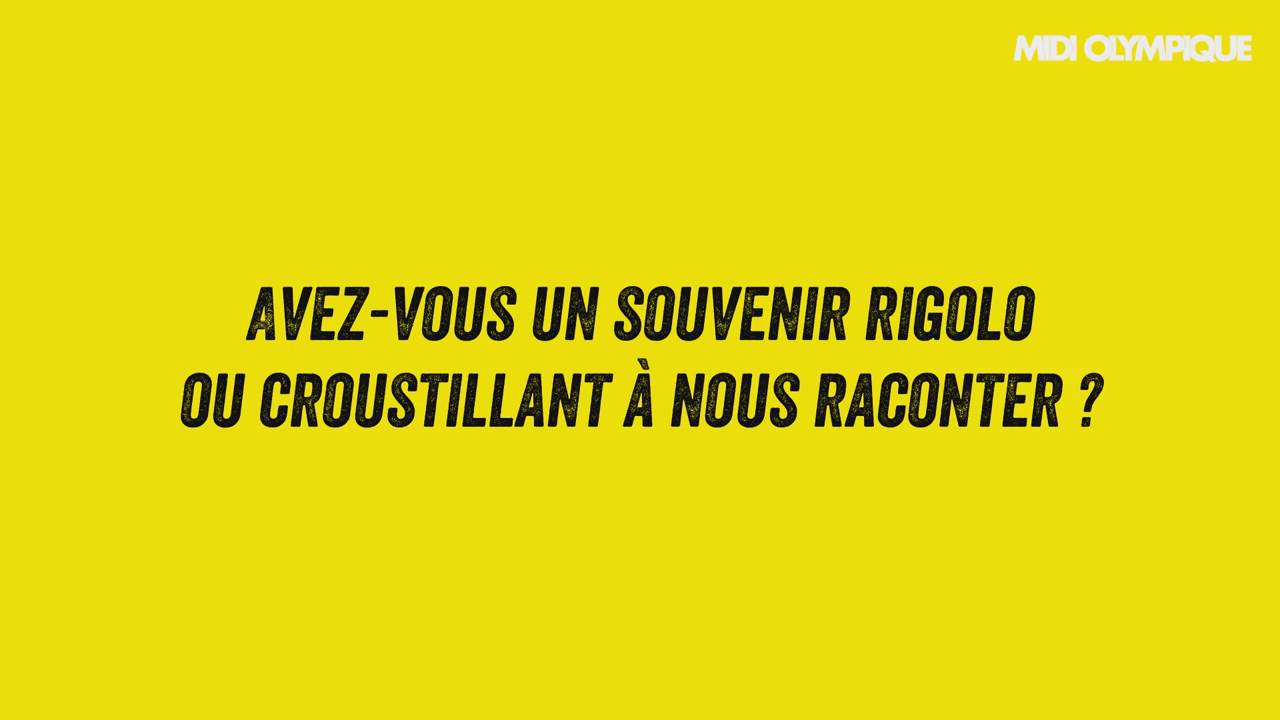 MIDI OLYMPIQUE
AVEZ-VOUS UN SOUVENIR RIGOLO
OU CROUSTILLANT À NOUS RACONTER ?